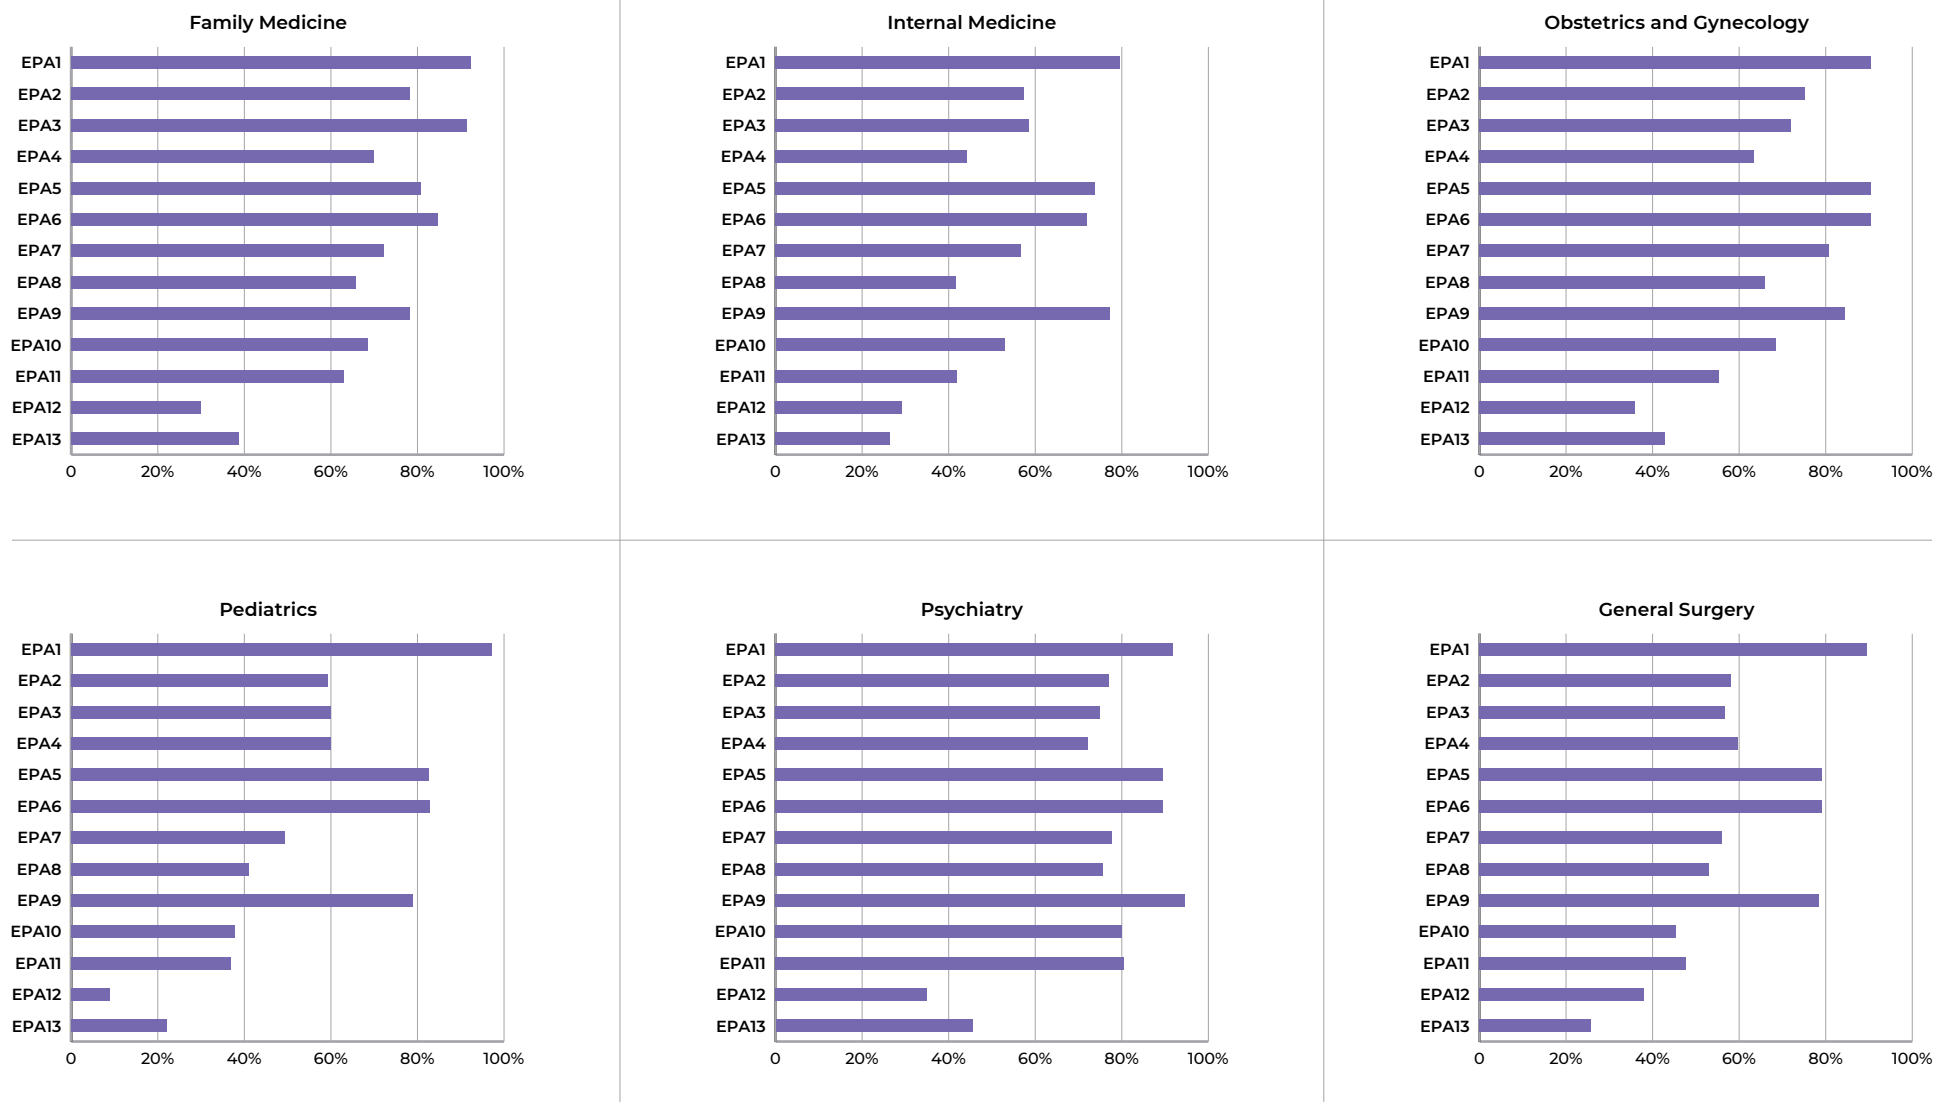 Family Medicine
EPA1
EPA2
EPA3
EPA4
EPA5
EPA6
EPA7
EPA8
EPA9
EPA10
EPA11
EPA12
EPA13
0 20% 40% 60% 80% 100%
Internal Medicine
EPA1
EPA2
EPA3
EPA4
EPA5
EPA6
EPA7
EPA8
EPA9
EPA10
EPA11
EPA12
EPA13
0 20% 40% 60% 80% 100%
Obstetrics and Gynecology
EPA1
EPA2
EPA3
EPA4
EPA5
EPA6
EPA7
EPA8
EPA9
EPA10
EPA11
EPA12
EPA13
0 20% 40% 60% 80% 100%
Pediatrics
EPA1
EPA2
EPA3
EPA4
EPA5
EPA6
EPA7
EPA8
EPA9
EPA10
EPA11
EPA12
EPA13
0 20% 40% 60% 80% 100%
Psychiatry
EPA1
EPA2
EPA3
EPA4
EPA5
EPA6
EPA7
EPA8
EPA9
EPA10
EPA11
EPA12
EPA13
0 20% 40% 60% 80% 100%
General Surgery
EPA1
EPA2
EPA3
EPA4
EPA5
EPA6
EPA7
EPA8
EPA9
EPA10
EPA11
EPA12
EPA13
0 20% 40% 60% 80% 100%